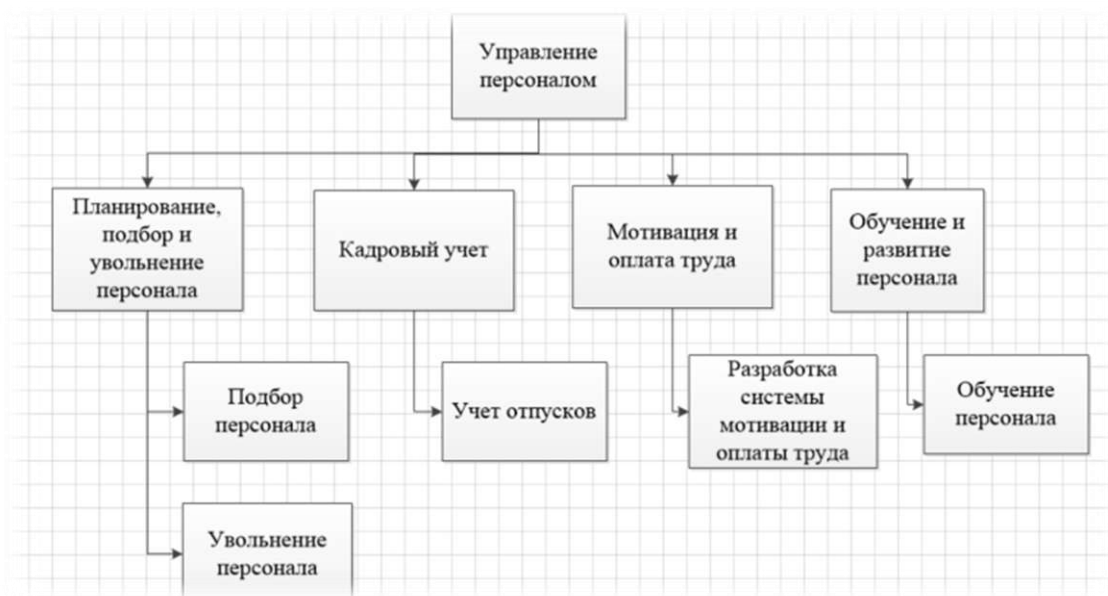 Управление
персоналом
Планирование,
подбор и
увольнение
персонала
Кадровый учет
Мотивация и
оплата труда
Обучение и
развитие
персонала
Подбор
персонала
Учет отпусков
Разработка
системы
мотивации и
оплаты труда
Обучение
персонала
Увольнение
персонала